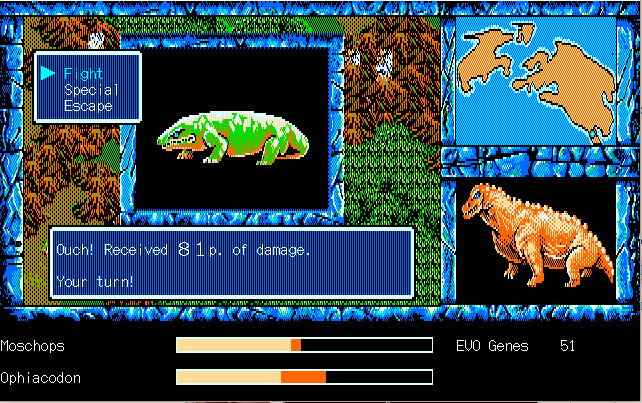 Fight
Special
Escape
Ouch! Received 81p. of damage.
Your turn!
Moschops
EVO Genes 51
Ophiacodon